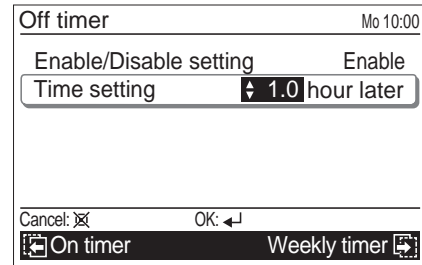 Off timer Mo 10:00
Enable/Disable setting Enable
Time setting 1.0 hour later
Cancel: OK:
On timer Weekly timer